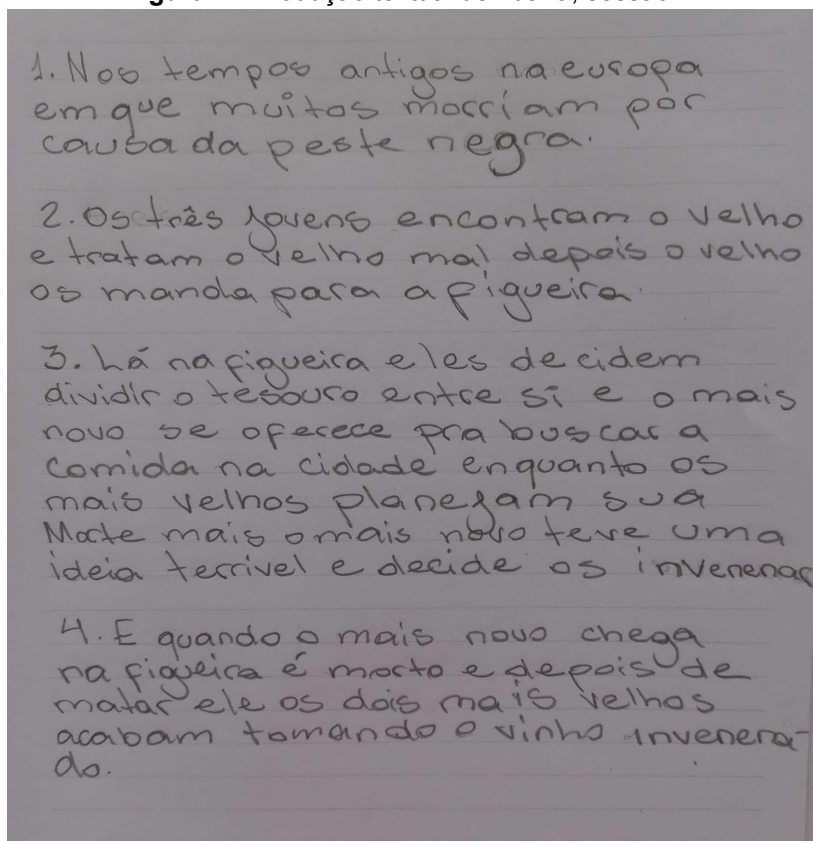 1. Nos tempos antigos na europa
em que muitos morriam por
causa da peste negra.
2. Os três jovens encontram o velho
e tratam o velho mal depois o velho
os manda para a figueira.
3. há na figueira eles decidem
dividir o tesouro entre si e o mais
novo se oferece pra buscar a
comida na cidade enquanto os
mais velhos planejam sua
Morte mais o mais novo teve uma
ideia terrivel e decide os invenenar
4. E quando o mais novo chega
na figueira é morto e depois de
matar ele os dois mais velhos
acabam tomando o vinho invenera-
do.